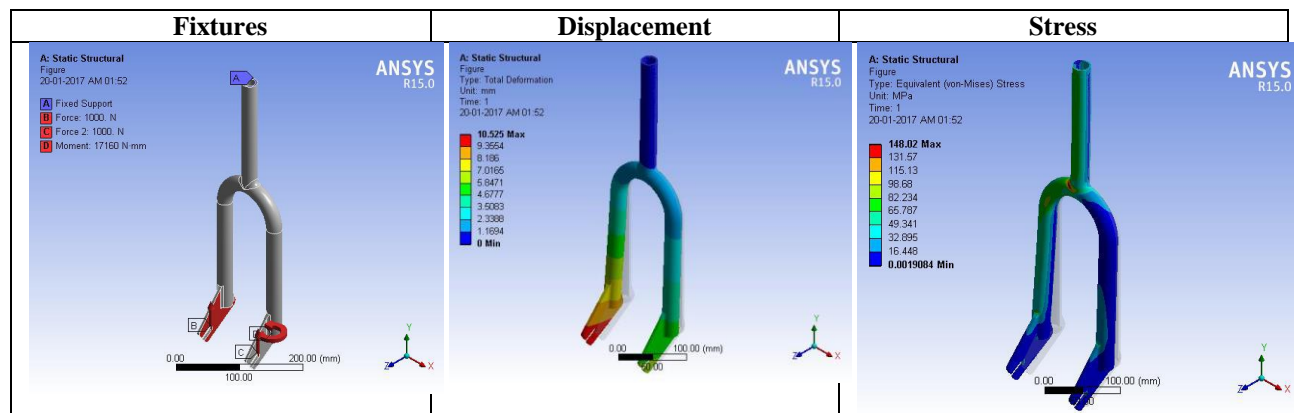 Fixtures
Displacement
Stress
A: Static Structural
Figure
20-01-2017 AM 01:52
A Fixed Support
B Force: 1000. N
C Force 2: 1000. N
D Moment: 17160 N·mm
ANSYS
R15.0
A
B
C
0.00 200.00 (mm)
100.00
Y
Z X
A: Static Structural
Figure
Type: Total Deformation
Unit: mm
Time: 1
20-01-2017 AM 01:52
10.525 Max
9.3554
8.186
7.0165
5.8471
4.6777
3.5083
2.3388
1.1694
0 Min
ANSYS
R15.0
0.00 100.00 (mm)
Y
Z X
A: Static Structural
Figure
Type: Equivalent (von-Mises) Stress
Unit: MPa
Time: 1
20-01-2017 AM 01:52
148.02 Max
131.57
115.13
98.68
82.234
65.787
49.341
32.895
16.448
0.0019084 Min
ANSYS
R15.0
0.00 100.00 (mm)
Y
Z X